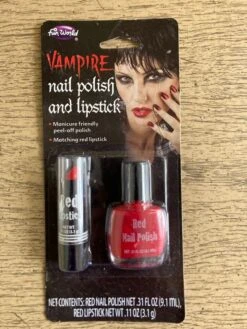 Fun World
VAMPIRE
nail polish
and lipstick
• Manicure friendly
peel-off polish
• Matching red lipstick
Red
Lipstick
Red
Nail Polish
NET CONTENTS: RED NAIL POLISH NET .31 FL OZ (9.1 mL),
RED LIPSTICK NET WT .11 OZ (3.1 g)